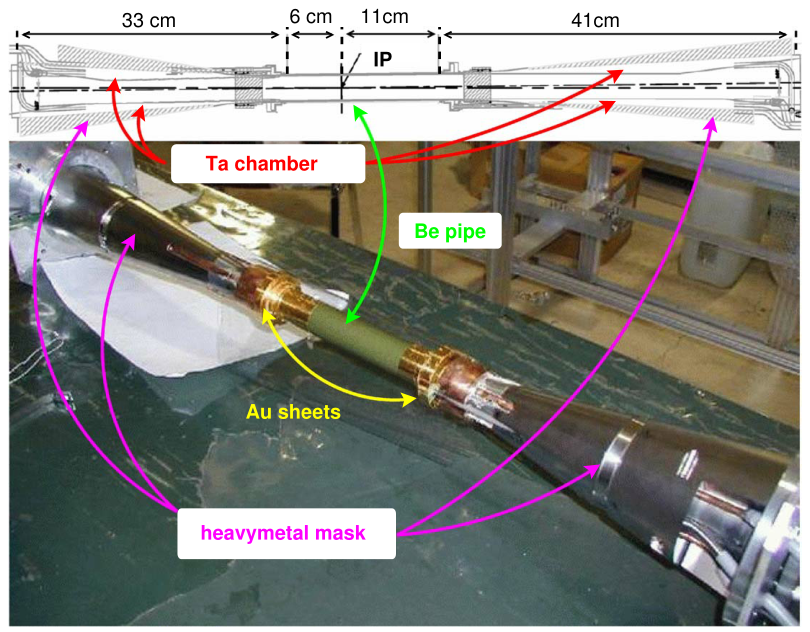 33 cm
6 cm
11cm
41cm
IP
Ta chamber
Be pipe
Au sheets
heavymetal mask